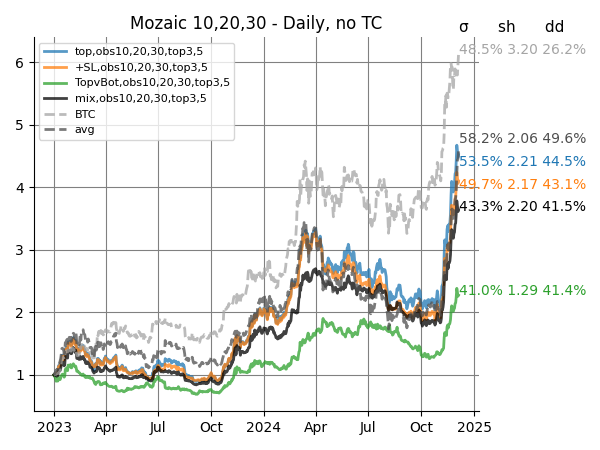 Mozaic 10,20,30 - Daily, no TC
σ sh dd
top,obs10,20,30,top3,5
+SL,obs10,20,30,top3,5
TopvBot,obs10,20,30,top3,5
mix,obs10,20,30,top3,5
BTC
avg
48.5% 3.20 26.2%
58.2% 2.06 49.6%
53.5% 2.21 44.5%
49.7% 2.17 43.1%
43.3% 2.20 41.5%
41.0% 1.29 41.4%
6
5
4
3
2
1
2023 Apr Jul Oct 2024 Apr Jul Oct 2025